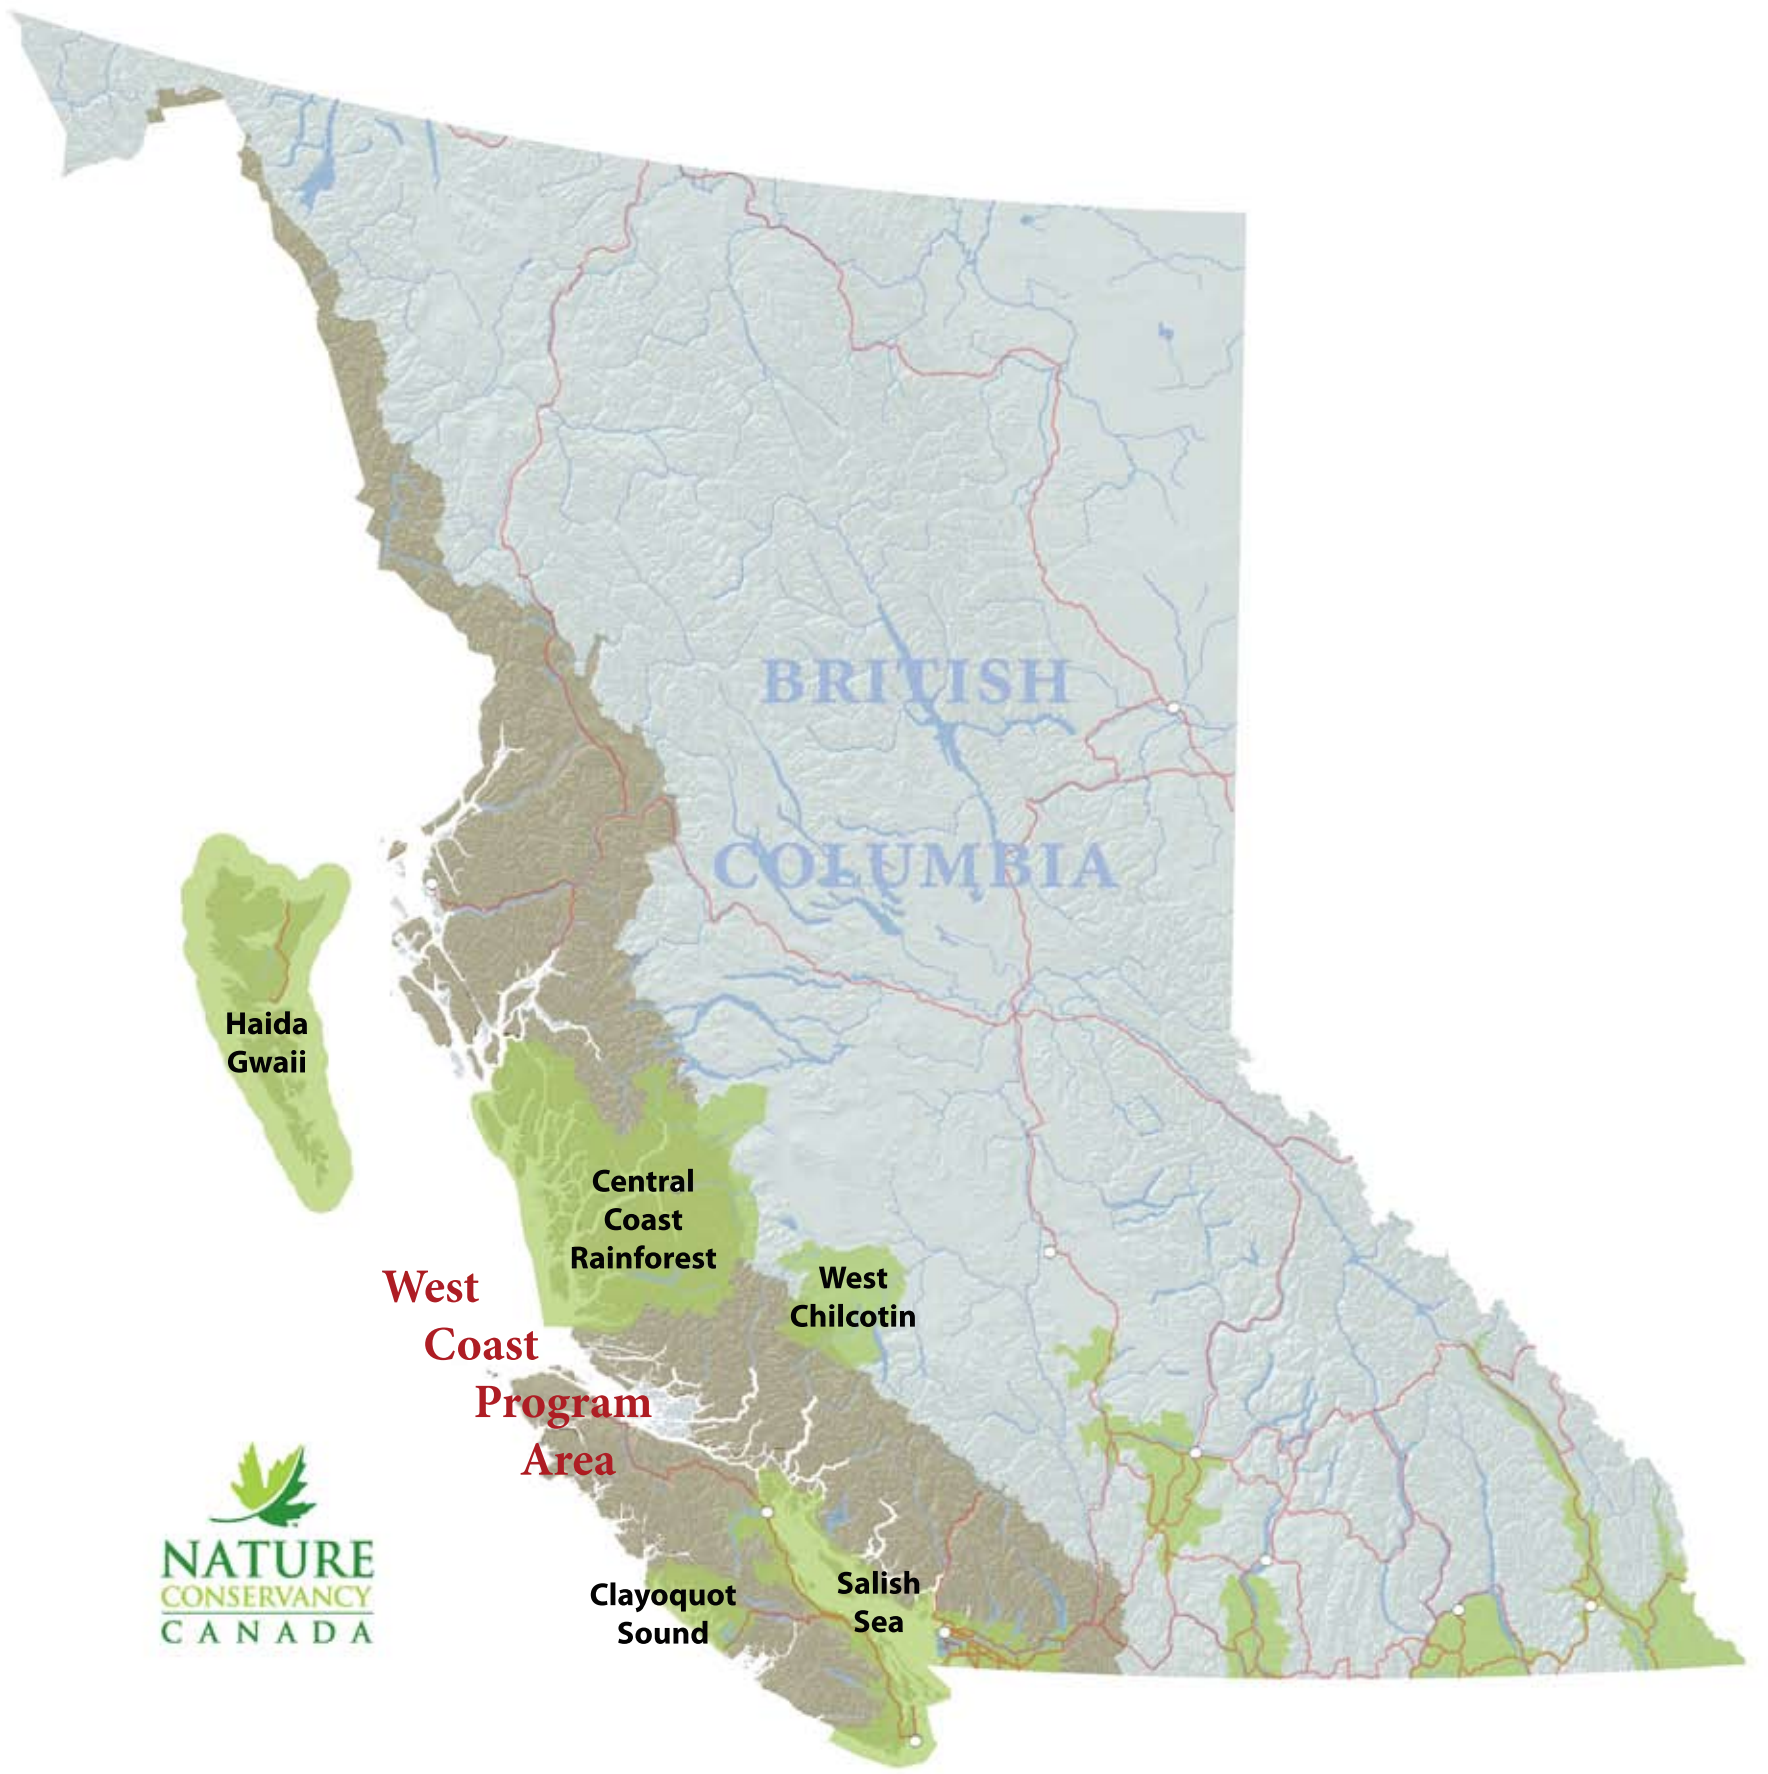 BRITISH
COLUMBIA
Haida
Gwaii
Central
Coast
Rainforest
West
Chilcotin
West
Coast
Program
Area
Clayoquot
Sound
Salish
Sea
NATURE
CONSERVANCY
CANADA